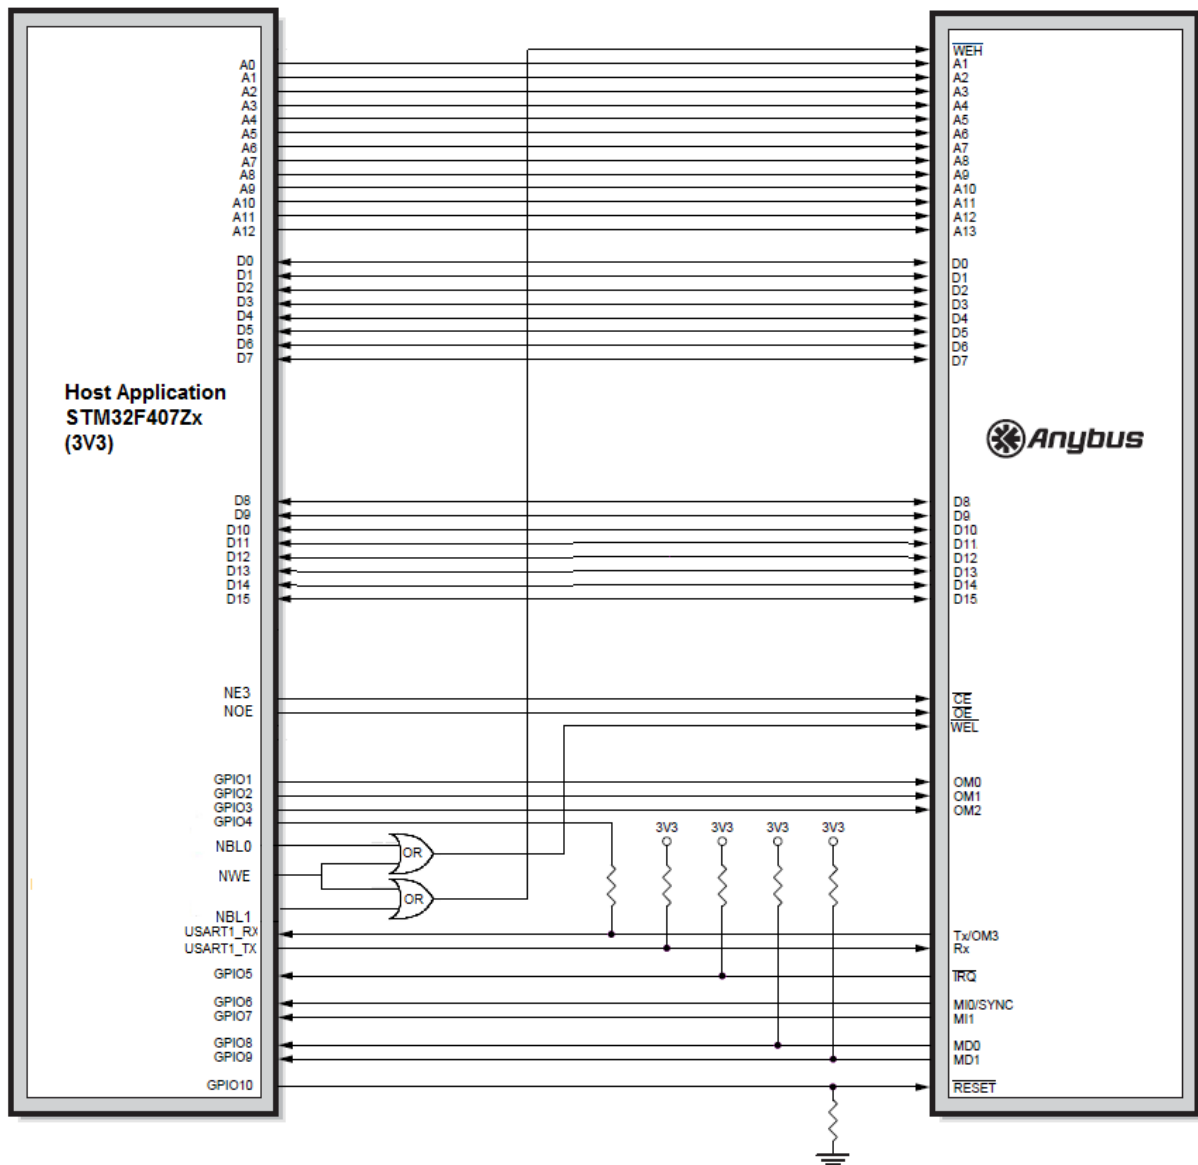 WEH
A0
A1
A2
A3
A4
A5
A6
A7
A8
A9
A10
A11
A12
A1
A2
A3
A4
A5
A6
A7
A8
A9
A10
A11
A12
A13
D0
D1
D2
D3
D4
D5
D6
D7
D0
D1
D2
D3
D4
D5
D6
D7
Host Application
STM32F407Zx
(3V3)
Anybus
D8
D9
D10
D11
D12
D13
D14
D15
D8
D9
D10
D11
D12
D13
D14
D15
NE3
NOE
CE
OE
WEL
GPIO1
GPIO2
GPIO3
GPIO4
OM0
OM1
OM2
3V3 3V3 3V3 3V3
NBL0
OR
NWE
OR
NBL1
USART1_RX
USART1_TX
Tx/OM3
Rx
GPIO5
IRQ
GPIO6
GPIO7
MI0/SYNC
MI1
GPIO8
GPIO9
MD0
MD1
GPIO10
RESET